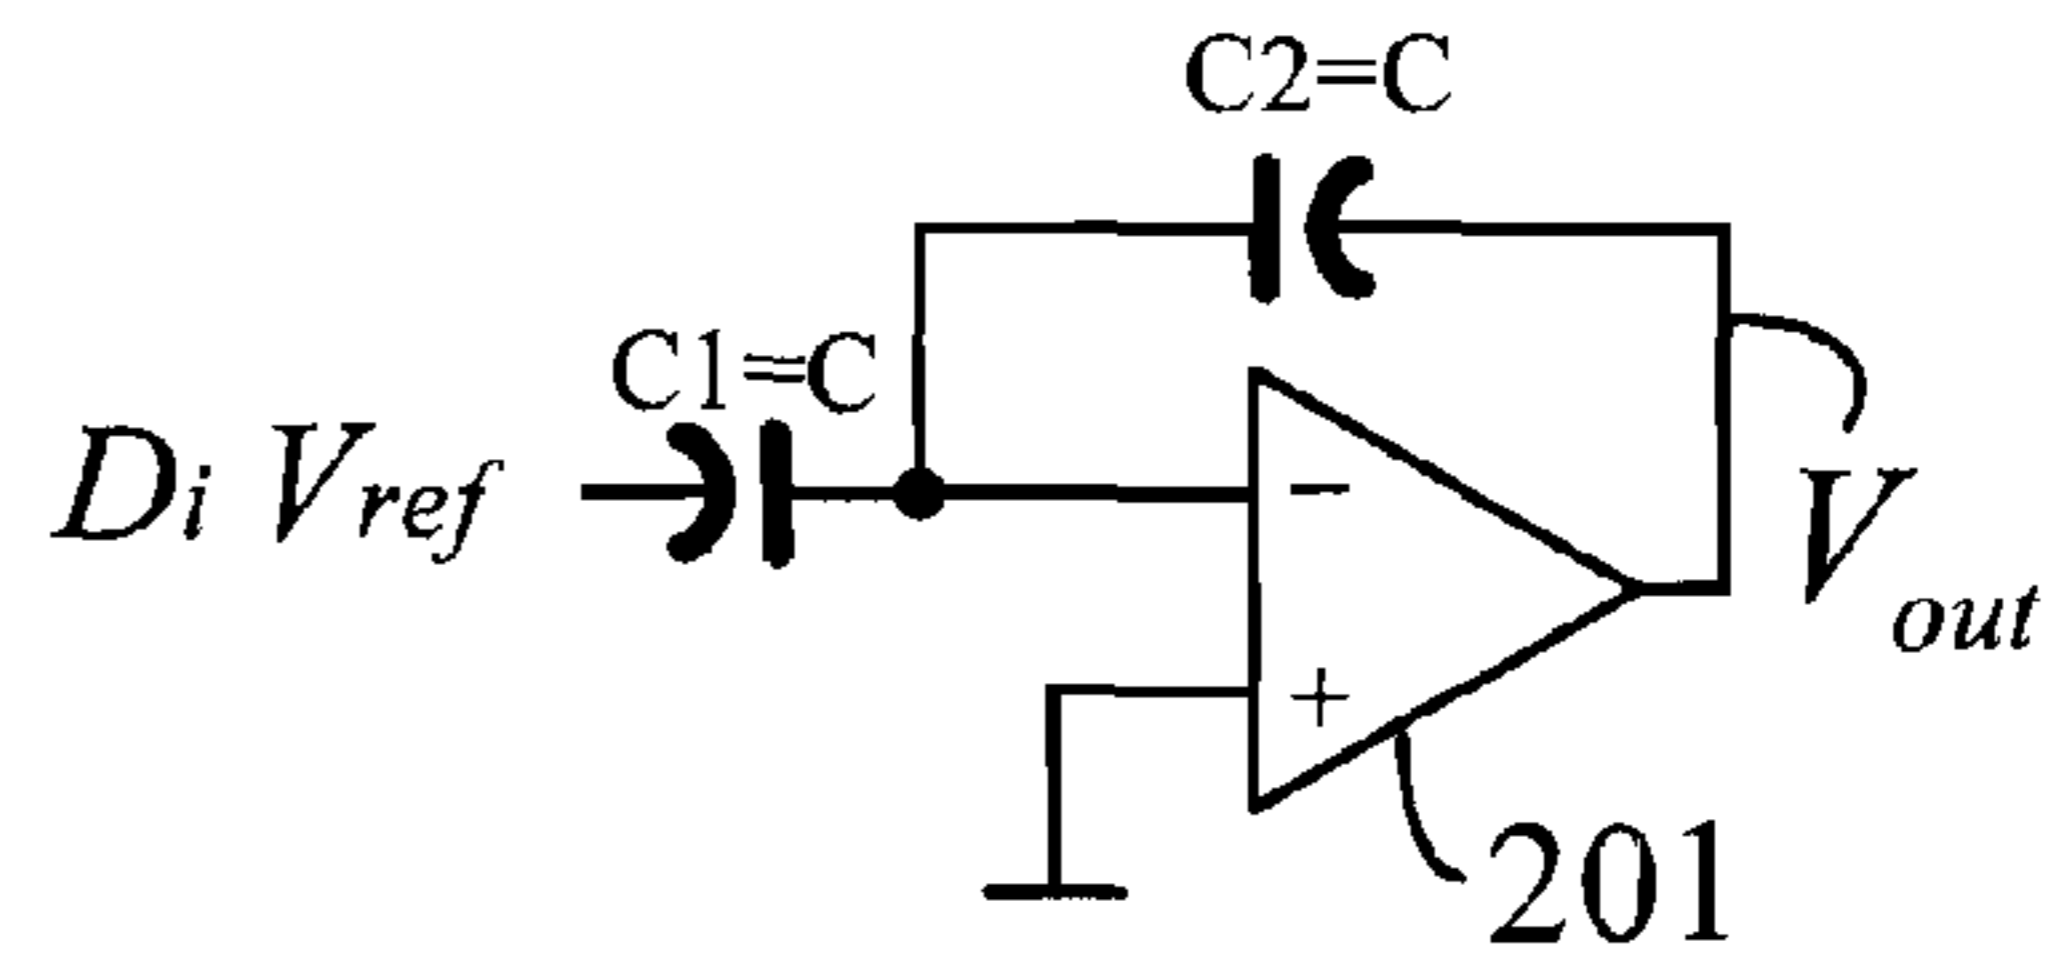 C2=C
C1=C
Di Vref
−
+
Vout
201